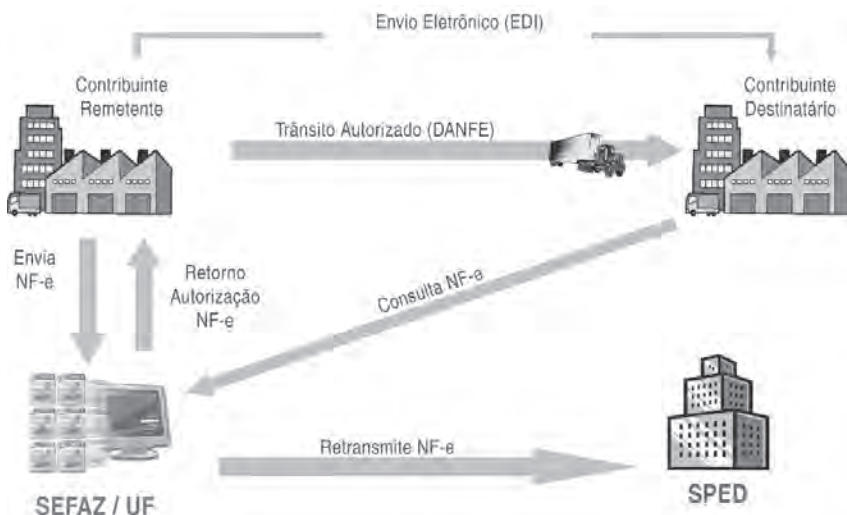 Envio Eletrônico (EDI)
Contribuinte
Remetente
Contribuinte
Destinatário
Trânsito Autorizado (DANFE)
Envia
NF-e
Retorno
Autorização
NF-e
Consulta NF-e
Retransmite NF-e
SEFAZ / UF
SPED